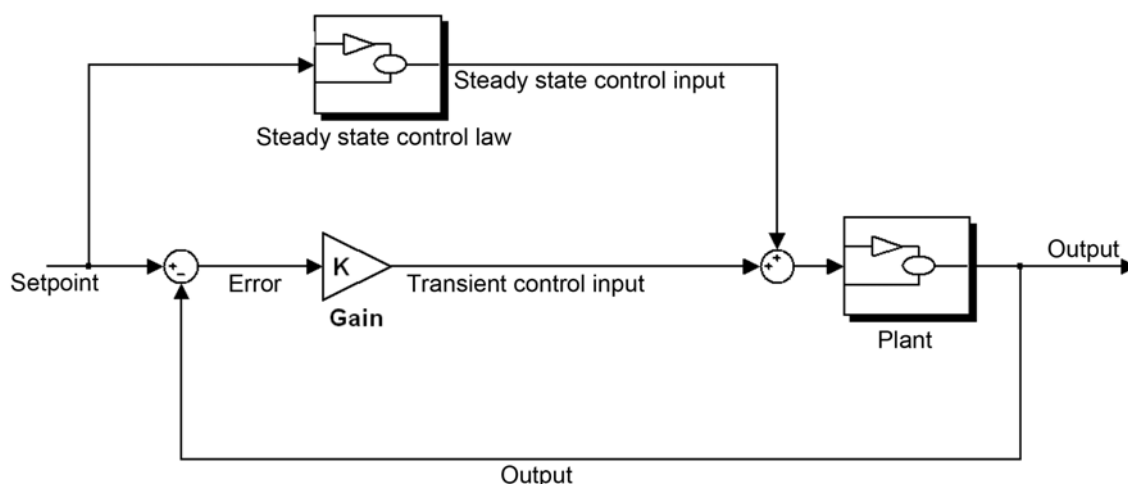 Steady state control input
Steady state control law
Setpoint
+
−
Error
K
Gain
Transient control input
+
+
Plant
Output
Output